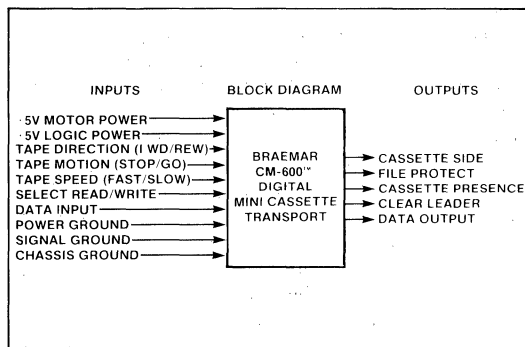 INPUTS
BLOCK DIAGRAM
OUTPUTS
5V MOTOR POWER
5V LOGIC POWER
TAPE DIRECTION (I WD/REW)
TAPE MOTION (STOP/GO)
TAPE SPEED (FAST/SLOW)
SELECT READ/WRITE
DATA INPUT
POWER GROUND
SIGNAL GROUND
CHASSIS GROUND
BRAEMAR
CM-600™
DIGITAL
MINI CASSETTE
TRANSPORT
CASSETTE SIDE
FILE PROTECT
CASSETTE PRESENCE
CLEAR LEADER
DATA OUTPUT